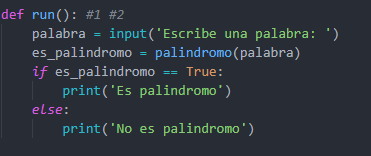 def run(): #1 #2
    palabra = input('Escribe una palabra: ')
    es_palindromo = palindromo(palabra)
    if es_palindromo == True:
        print('Es palindromo')
    else:
        print('No es palindromo')